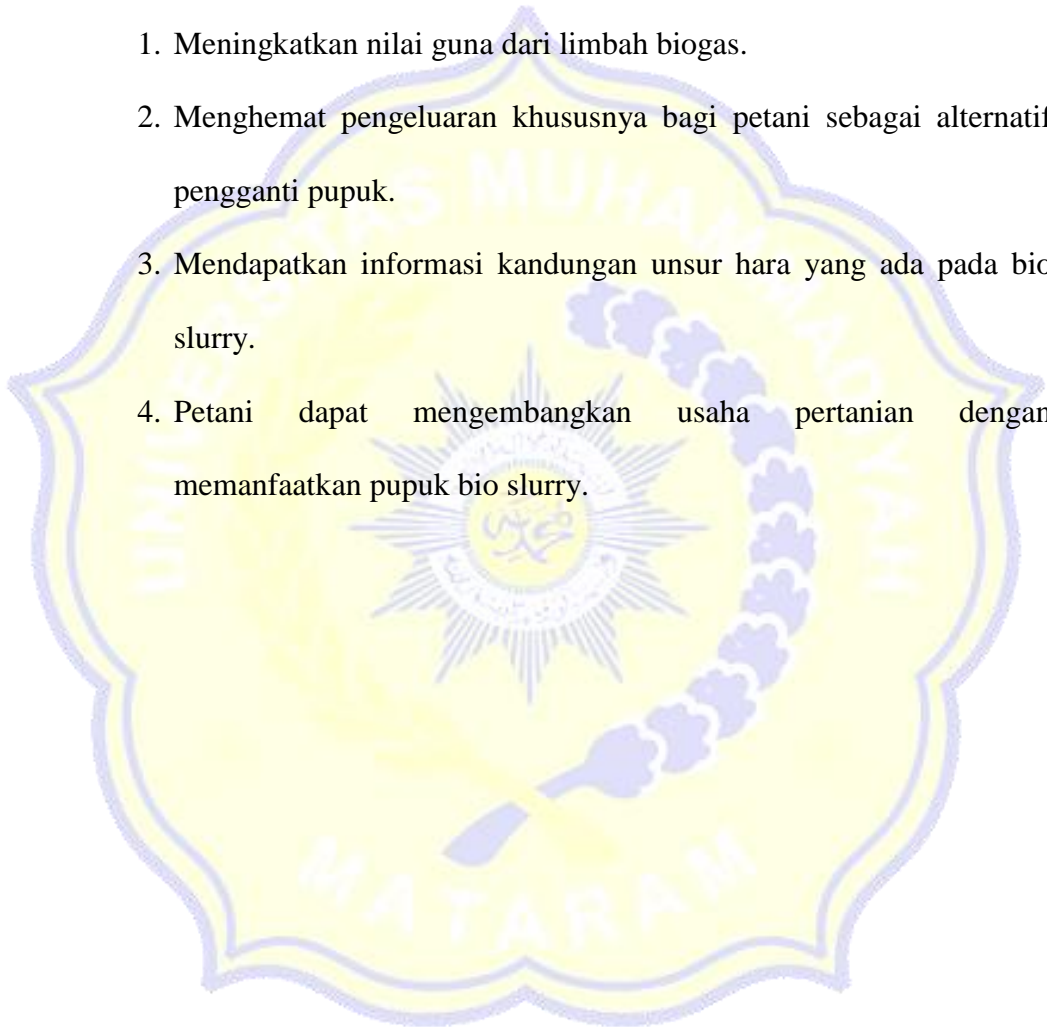 1. Meningkatkan nilai guna dari limbah biogas.
2. Menghemat pengeluaran khususnya bagi petani sebagai alternatif
pengganti pupuk.
3. Mendapatkan informasi kandungan unsur hara yang ada pada bio
slurry.
4. Petani dapat mengembangkan usaha pertanian dengan
memanfaatkan pupuk bio slurry.
UNIVERSITAS MUHAMMADIYAH
MATARAM